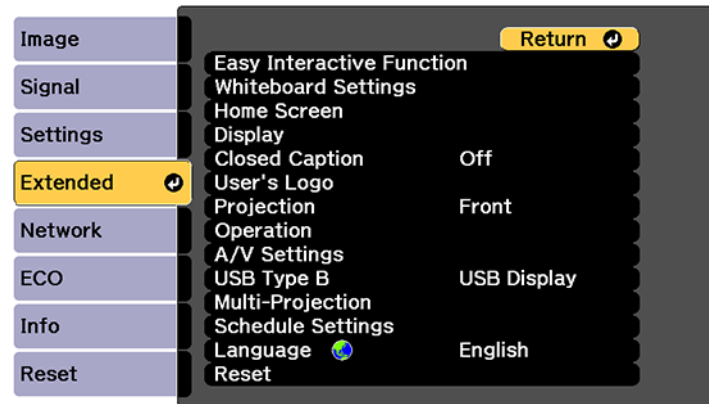 Image
Signal
Settings
Extended
Network
ECO
Info
Reset
Return
Easy Interactive Function
Whiteboard Settings
Home Screen
Display
Closed Caption Off
User's Logo
Projection Front
Operation
A/V Settings
USB Type B USB Display
Multi-Projection
Schedule Settings
Language English
Reset